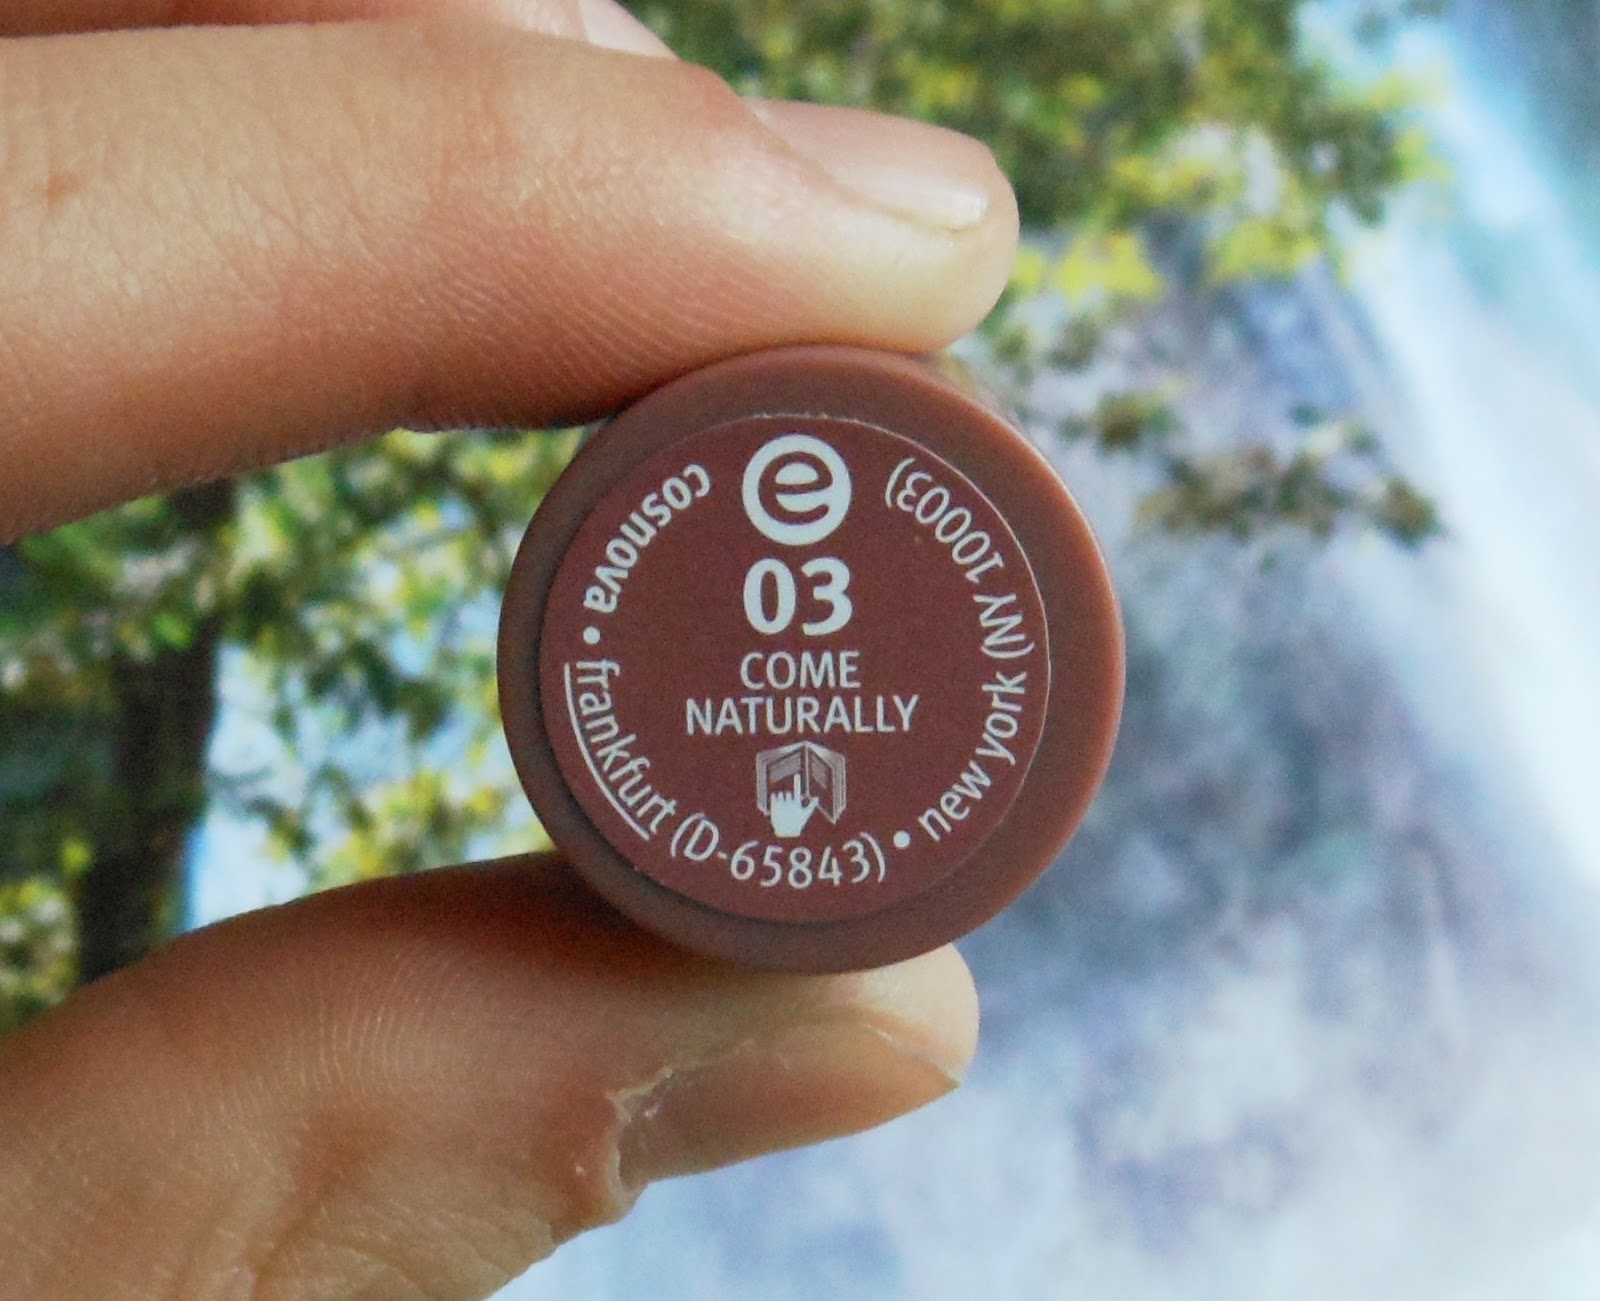 e
03
COME
NATURALLY
cosnova • frankfurt (D-65843) • new york (NY 10003)